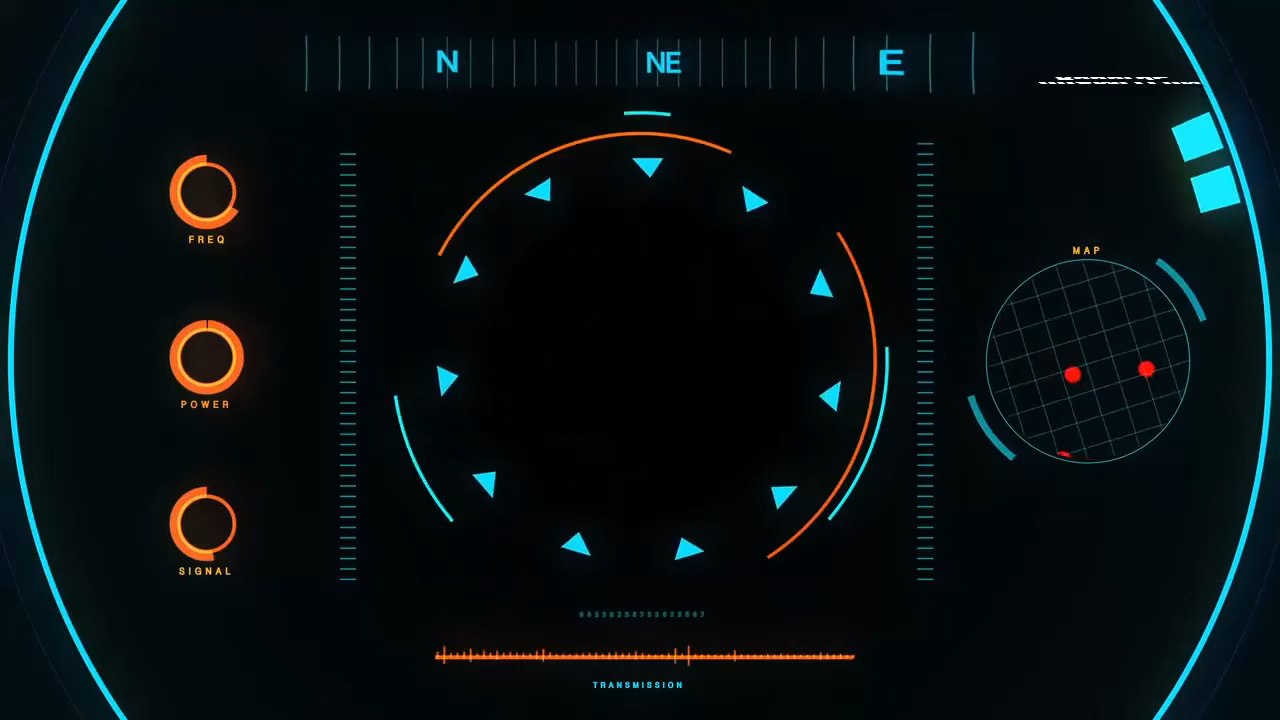 N NE E
FREQ
MAP
POWER
SIGNAL
TRANSMISSION